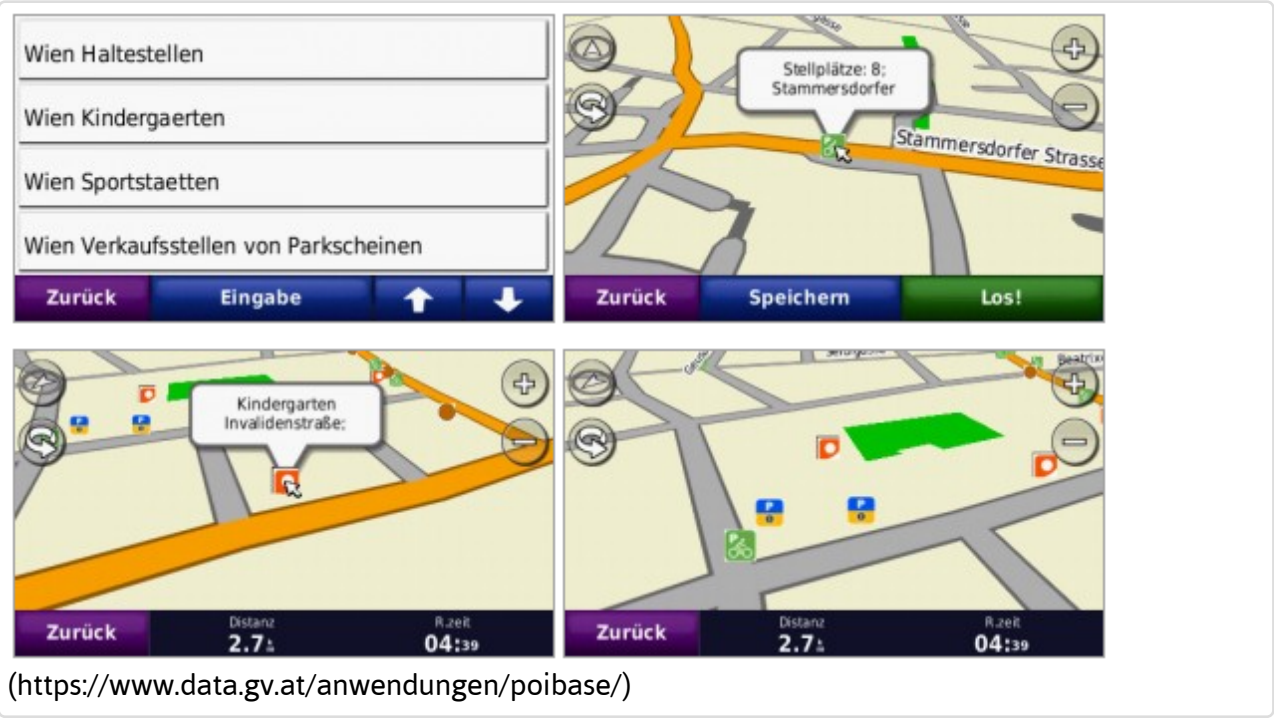 Wien Haltestellen
Wien Kindergaerten
Wien Sportstaetten
Wien Verkaufsstellen von Parkscheinen
Zurück Eingabe
Stellplätze: 8;
Stammersdorfer
Stammersdorfer Strasse
Zurück Speichern Los!
Kindergarten
Invalidenstraße;
Zurück
Distanz
2.7
R.zeit
04:39
Zurück
Distanz
2.7
R.zeit
04:39
(https://www.data.gv.at/anwendungen/poibase/)